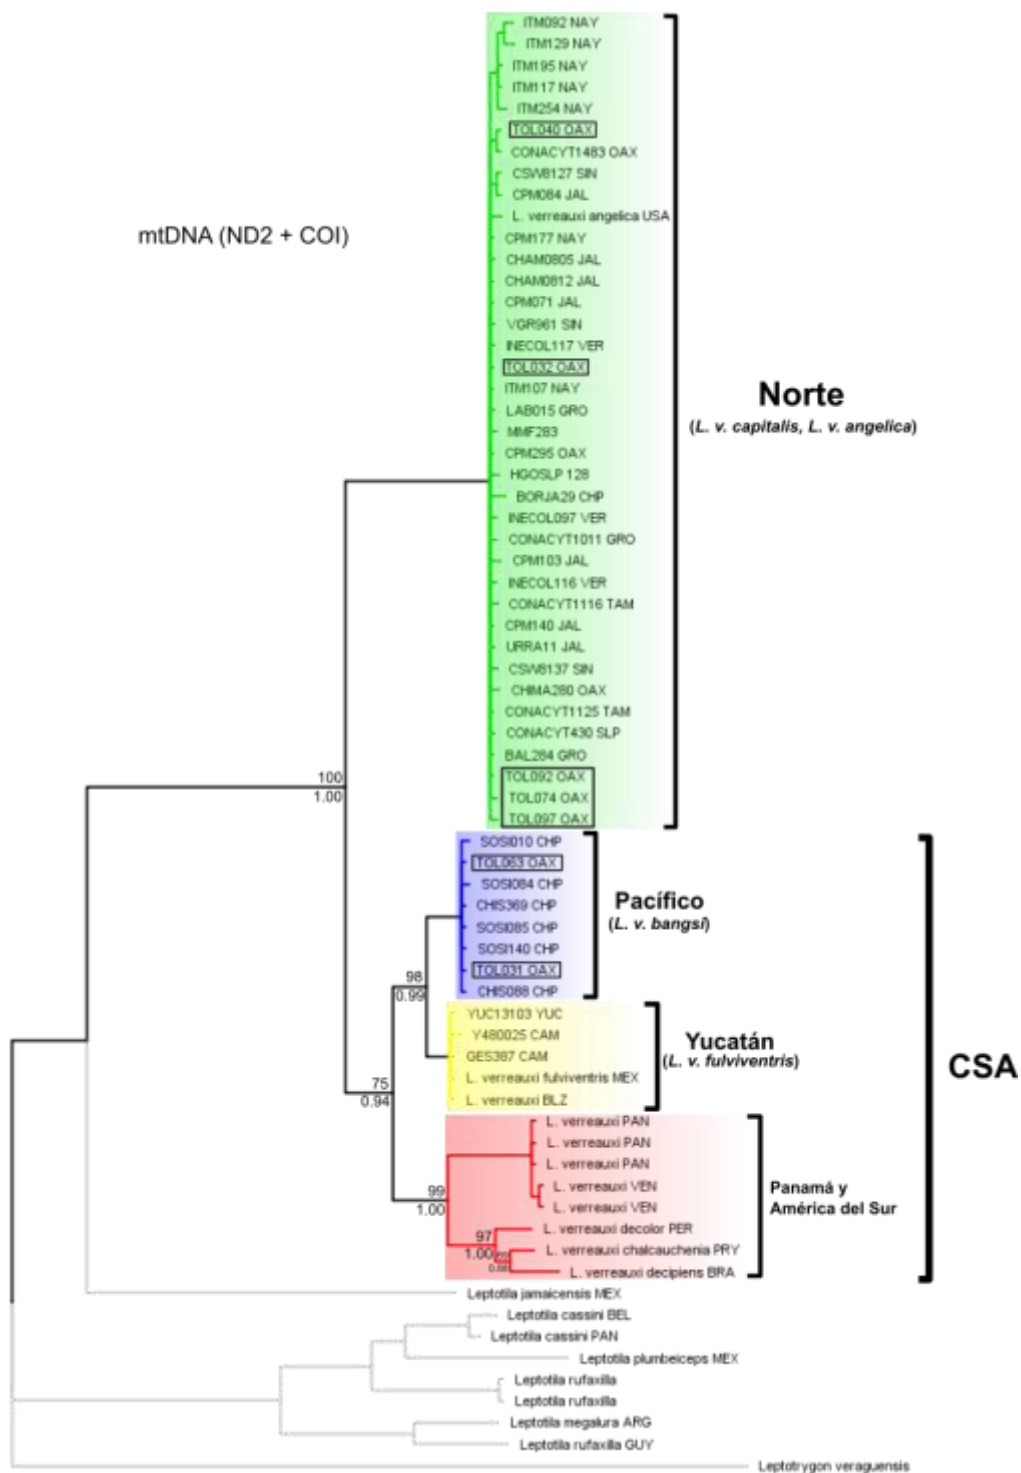 ITM092 NAY
ITM129 NAY
ITM195 NAY
ITM117 NAY
ITM254 NAY
TOL040 OAX
CONACYT1483 OAX
CSW8127 SIN
CPM084 JAL
L. verreauxi angelica USA
mtDNA (ND2 + COI)
CPM177 NAY
CHAM0805 JAL
CHAM0812 JAL
CPM071 JAL
VGR961 SIN
INECOL117 VER
TOL032 OAX
ITM107 NAY
Norte
LAB015 GRO
(L. v. capitalis, L. v. angelica)
MMF283
CPM295 OAX
HGOSLP 128
BORJA29 CHP
INECOL097 VER
CONACYT1011 GRO
CPM103 JAL
INECOL116 VER
CONACYT1116 TAM
CPM140 JAL
URRA11 JAL
CSW8137 SIN
CHIMA280 OAX
CONACYT1125 TAM
CONACYT430 SLP
BAL284 GRO
TOL092 OAX
100
1.00
TOL074 OAX
TOL097 OAX
SOSI010 CHP
TOL063 OAX
SOSI084 CHP
CHIS369 CHP
Pacífico
(L. v. bangsi)
SOSI085 CHP
SOSI140 CHP
TOL031 OAX
98
0.99
CHIS088 CHP
YUC13103 YUC
Y480025 CAM
Yucatán
GES387 CAM
(L. v. fulviventris)
CSA
L. verreauxi fulviventris MEX
75
0.94
L. verreauxi BLZ
L. verreauxi PAN
L. verreauxi PAN
L. verreauxi PAN
99
1.00
L. verreauxi VEN
Panamá y
América del Sur
L. verreauxi VEN
L. verreauxi decolor PER
97
1.00
L. verreauxi chalcauchenia PRY
L. verreauxi decipiens BRA
Leptotila jamaicensis MEX
Leptotila cassini BEL
Leptotila cassini PAN
Leptotila plumbeiceps MEX
Leptotila rufaxilla
Leptotila rufaxilla
Leptotila megalura ARG
Leptotila rufaxilla GUY
Leptotrygon veraguensis